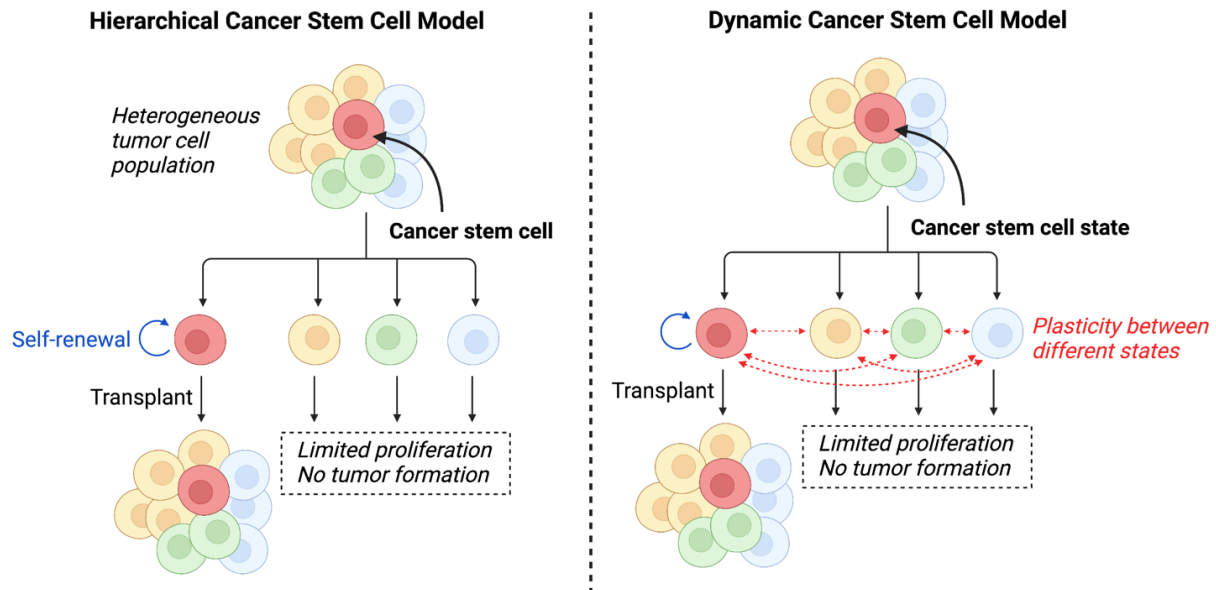 Hierarchical Cancer Stem Cell Model
Heterogeneous
tumor cell
population
Cancer stem cell
Self-renewal
Transplant
Limited proliferation
No tumor formation
Dynamic Cancer Stem Cell Model
Cancer stem cell state
Plasticity between
different states
Transplant
Limited proliferation
No tumor formation